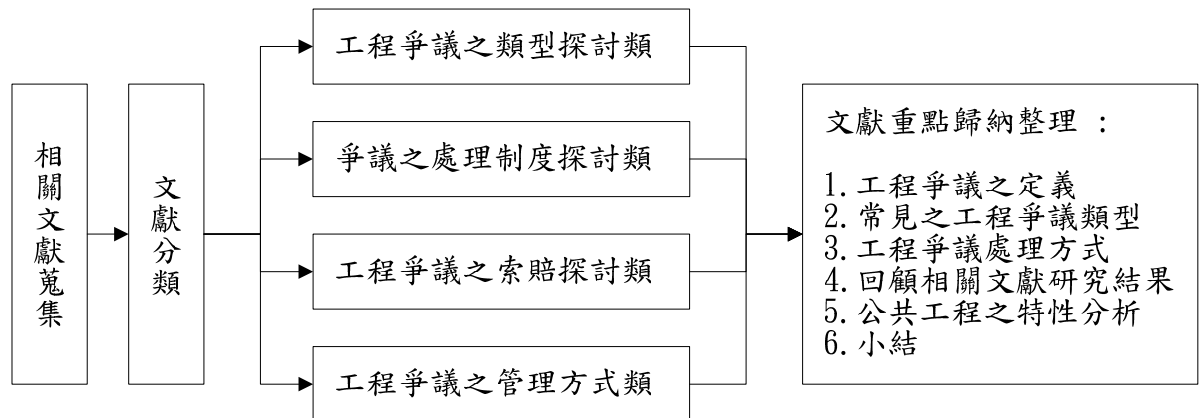 相關文獻蒐集
文獻分類
工程爭議之類型探討類
爭議之處理制度探討類
工程爭議之索賠探討類
工程爭議之管理方式類
文獻重點歸納整理：
1.工程爭議之定義
2.常見之工程爭議類型
3.工程爭議處理方式
4.回顧相關文獻研究結果
5.公共工程之特性分析
6.小結